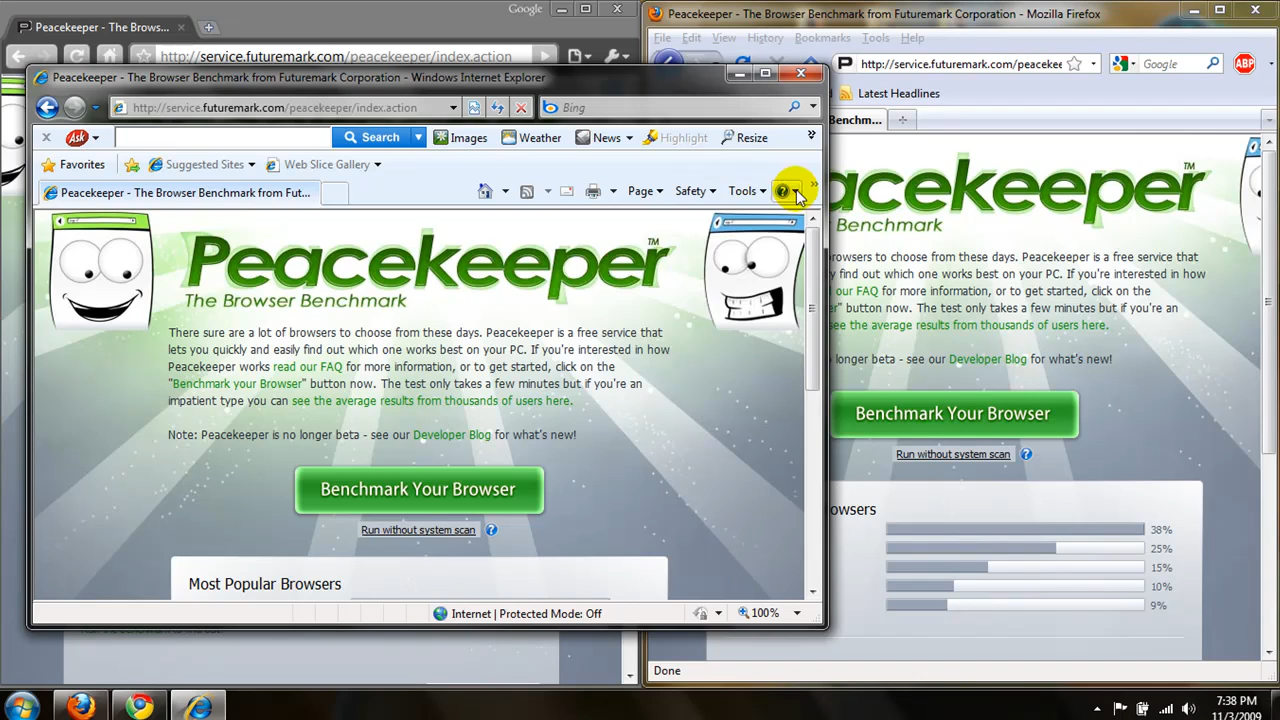 Google
Peacekeeper - The Brows...
http://service.futuremark.com/peacekeeper/index.action
Peacekeeper - The Browser Benchmark from Futuremark Corporation - Mozilla Firefox
File Edit View History Bookmarks Tools Help
http://service.futuremark.com/peacekee
Google
ABP
Latest Headlines
Benchm...
Peacekeeper - The Browser Benchmark from Futuremark Corporation - Windows Internet Explorer
http://service.futuremark.com/peacekeeper/index.action
Bing
Ask
Search
Images
Weather
News
Highlight
Resize
Favorites
Suggested Sites
Web Slice Gallery
Peacekeeper - The Browser Benchmark from Fut...
Page
Safety
Tools
Peacekeeper™
The Browser Benchmark
There sure are a lot of browsers to choose from these days. Peacekeeper is a free service that
lets you quickly and easily find out which one works best on your PC. If you're interested in how
Peacekeeper works read our FAQ for more information, or to get started, click on the
"Benchmark your Browser" button now. The test only takes a few minutes but if you're an
impatient type you can see the average results from thousands of users here.
Note: Peacekeeper is no longer beta - see our Developer Blog for what's new!
Benchmark Your Browser
Run without system scan
Most Popular Browsers
Internet | Protected Mode: Off
100%
acekeeper™
Benchmark
browsers to choose from these days. Peacekeeper is a free service that
y find out which one works best on your PC. If you're interested in how
our FAQ for more information, or to get started, click on the
r" button now. The test only takes a few minutes but if you're an
see the average results from thousands of users here.
longer beta - see our Developer Blog for what's new!
Benchmark Your Browser
Run without system scan
owsers
38%
25%
15%
10%
9%
Done
7:38 PM
11/3/2009